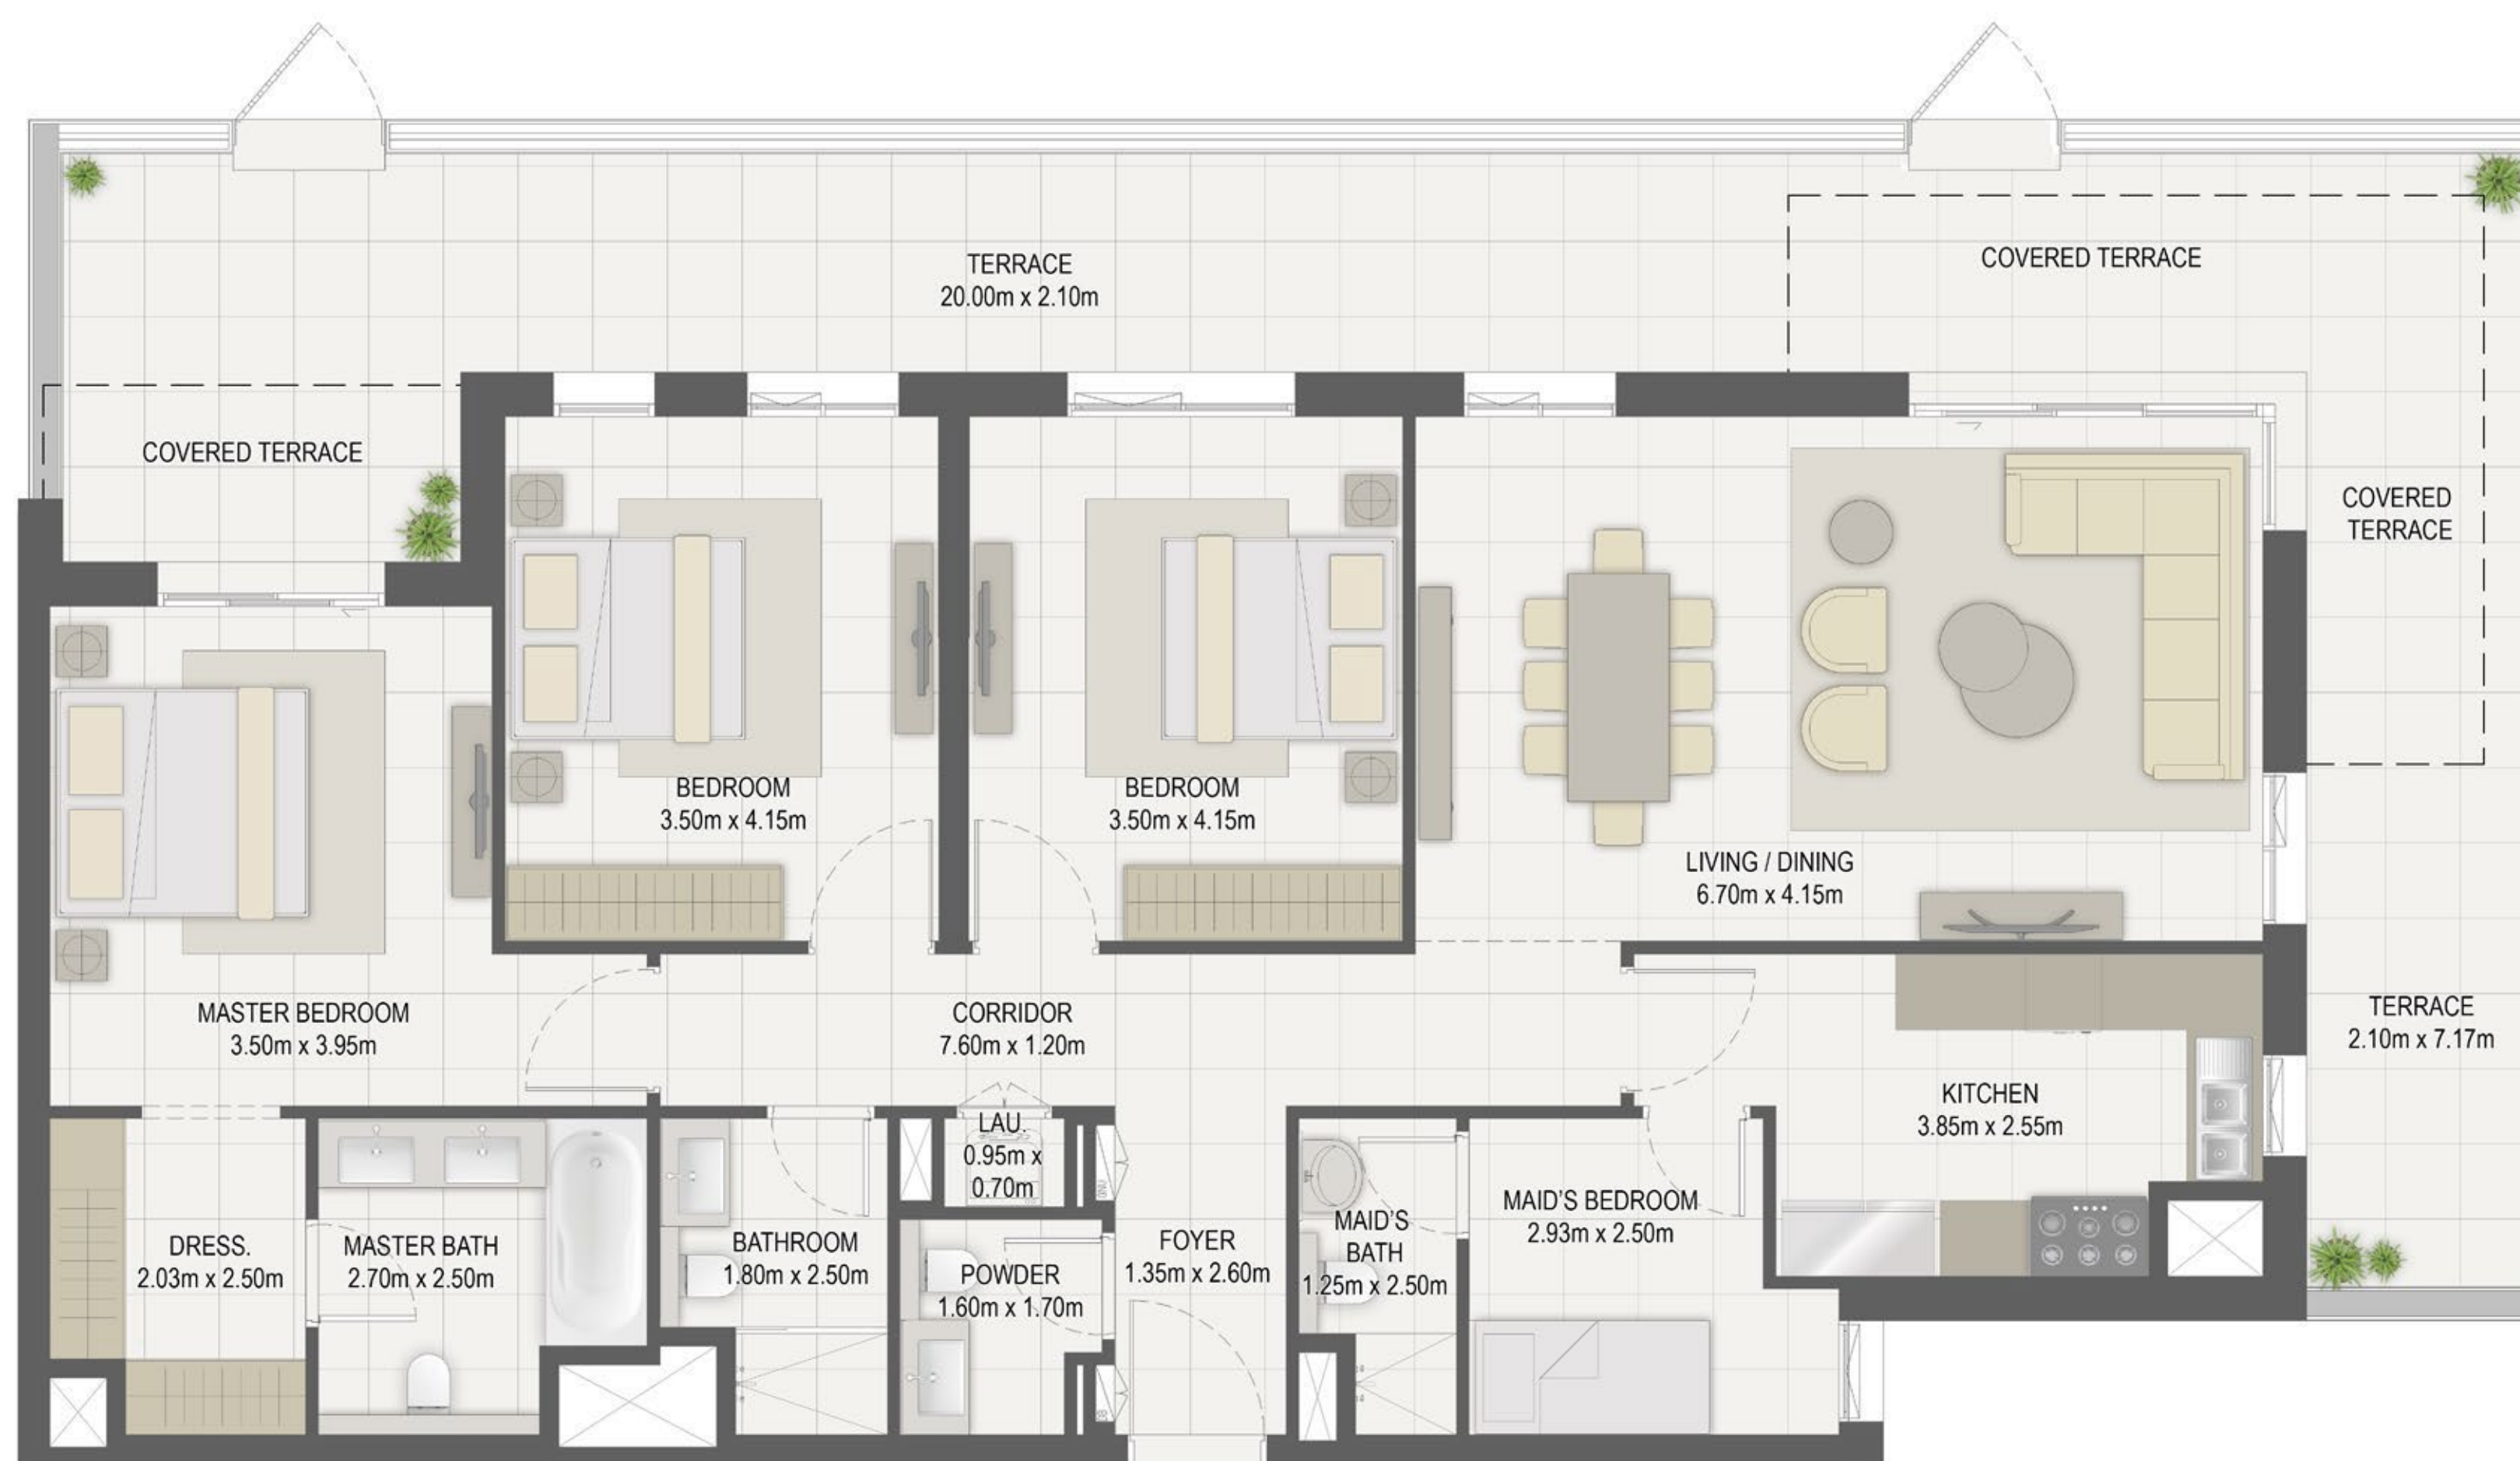 TERRACE
20.00m x 2.10m
COVERED TERRACE
COVERED TERRACE
COVERED
TERRACE
BEDROOM
3.50m x 4.15m
BEDROOM
3.50m x 4.15m
LIVING / DINING
6.70m x 4.15m
MASTER BEDROOM
3.50m x 3.95m
CORRIDOR
7.60m x 1.20m
TERRACE
2.10m x 7.17m
KITCHEN
3.85m x 2.55m
LAU.
0.95m x
0.70m
DRESS.
2.03m x 2.50m
MASTER BATH
2.70m x 2.50m
BATHROOM
1.80m x 2.50m
POWDER
1.60m x 1.70m
FOYER
1.35m x 2.60m
MAID'S
BATH
1.25m x 2.50m
MAID'S BEDROOM
2.93m x 2.50m